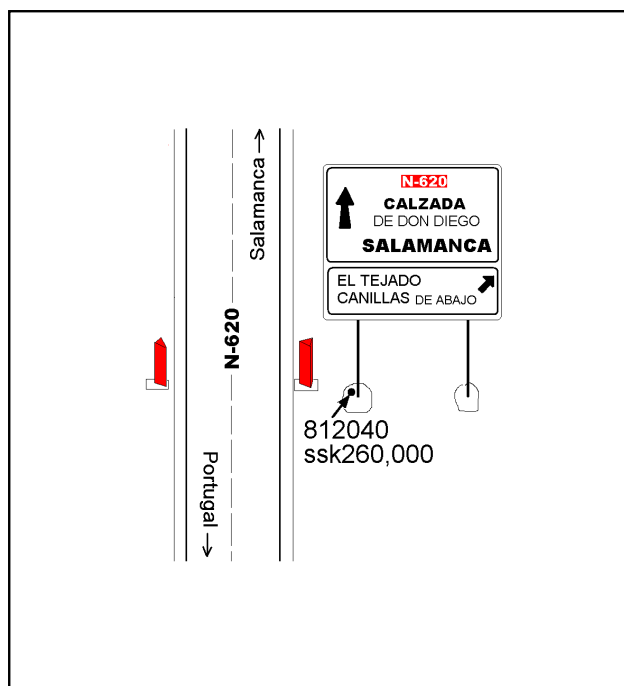 Salamanca →
N-620
Portugal →
N-620
CALZADA
DE DON DIEGO
SALAMANCA
EL TEJADO
CANILLAS DE ABAJO
812040
ssk260,000